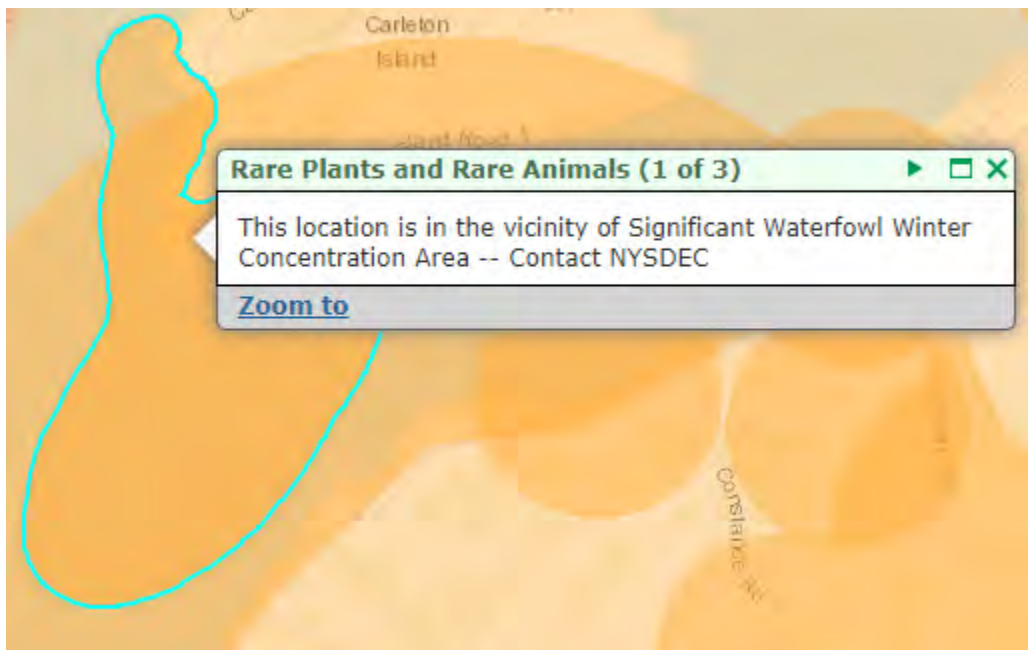 Carleton
Island
Rare Plants and Rare Animals (1 of 3)
This location is in the vicinity of Significant Waterfowl Winter
Concentration Area -- Contact NYSDEC
Zoom to
Constance